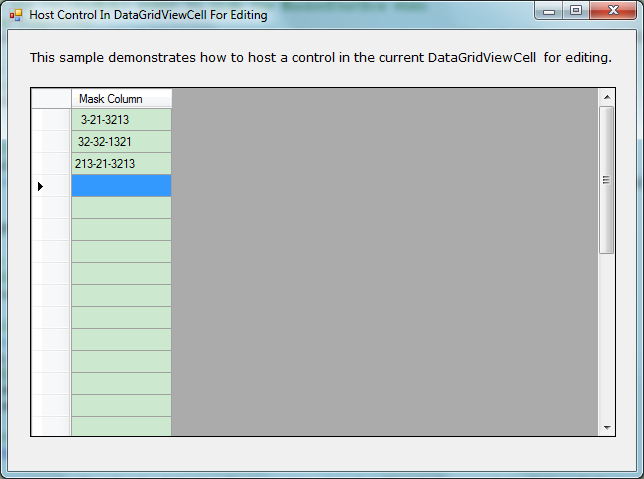 Host Control In DataGridViewCell For Editing
This sample demonstrates how to host a control in the current DataGridViewCell for editing.
Mask Column
3-21-3213
32-32-1321
213-21-3213